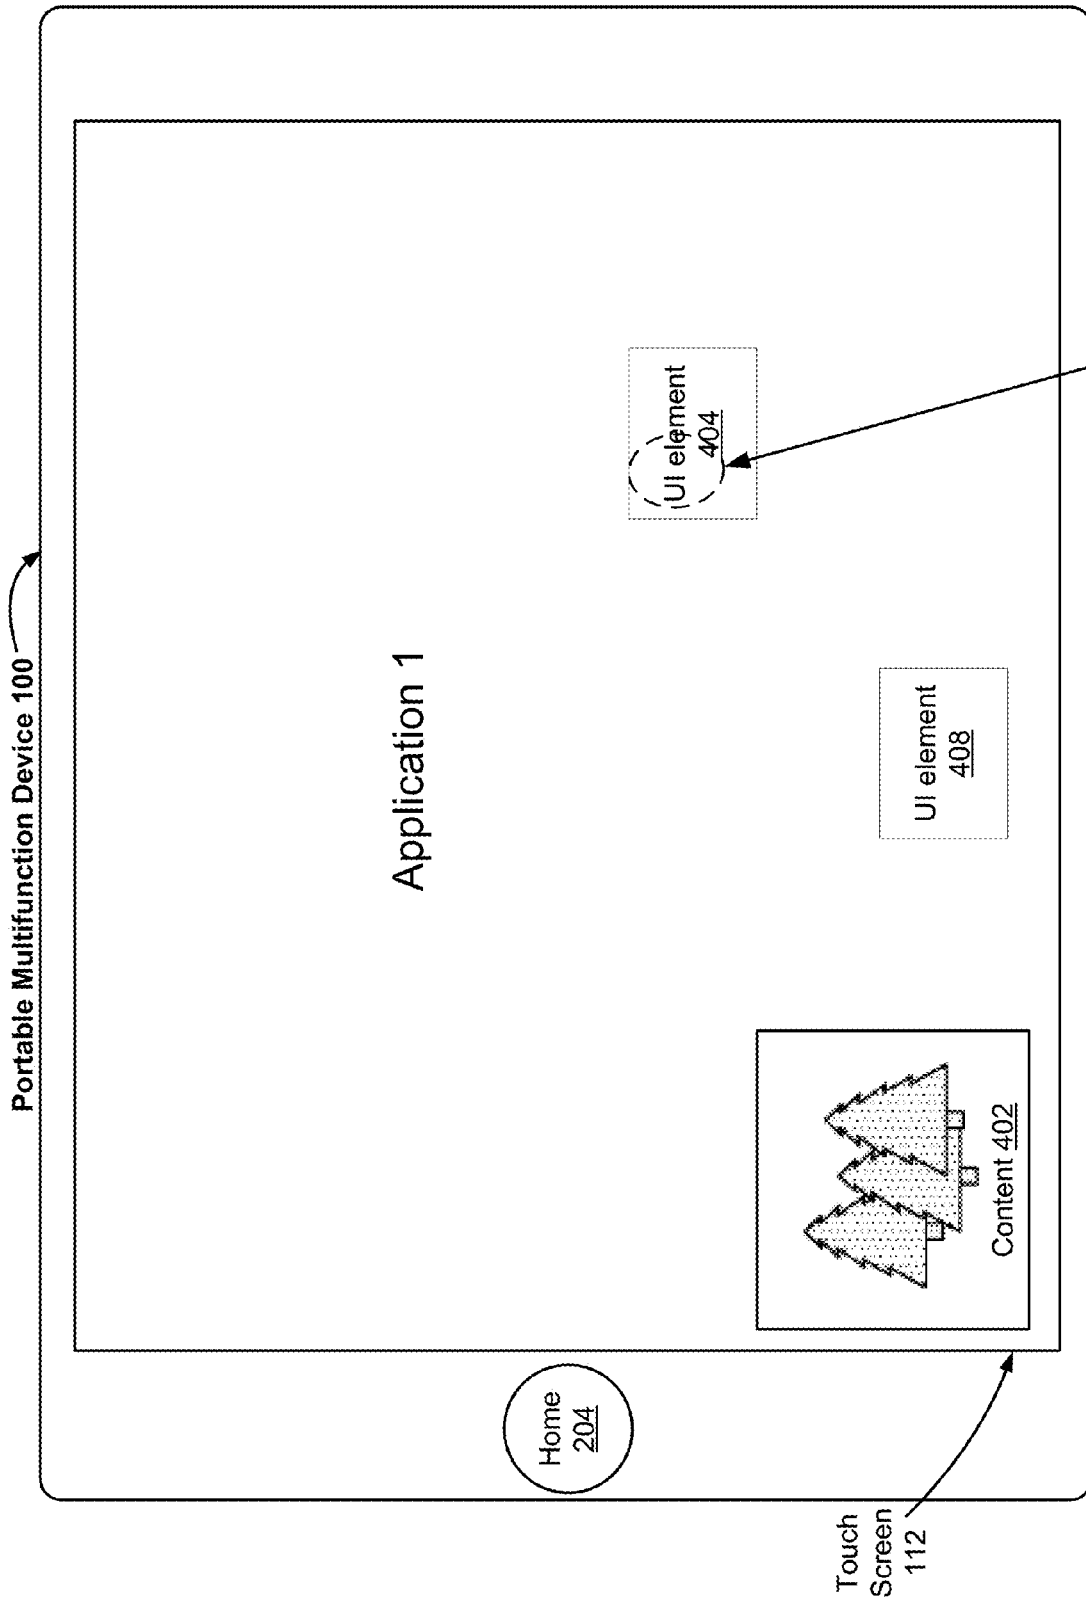 Portable Multifunction Device 100
Application 1
UI element
404
UI element
408
Content 402
Home
204
Touch
Screen
112